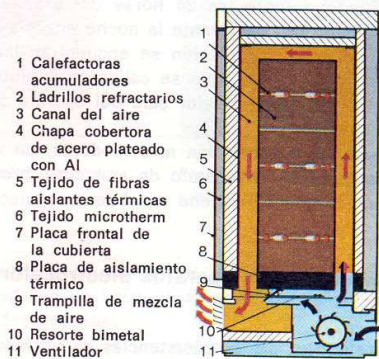 1 Calefactoras
acumuladores
2 Ladrillos refractarios
3 Canal del aire
4 Chapa cobertora
de acero plateado
con Al
5 Tejido de fibras
aislantes térmicas
6 Tejido microtherm
7 Placa frontal de
la cubierta
8 Placa de aislamiento
térmico
9 Trampilla de mezcla
de aire
10 Resorte bimetal
11 Ventilador
1
2
3
4
5
6
7
8
9
10
11